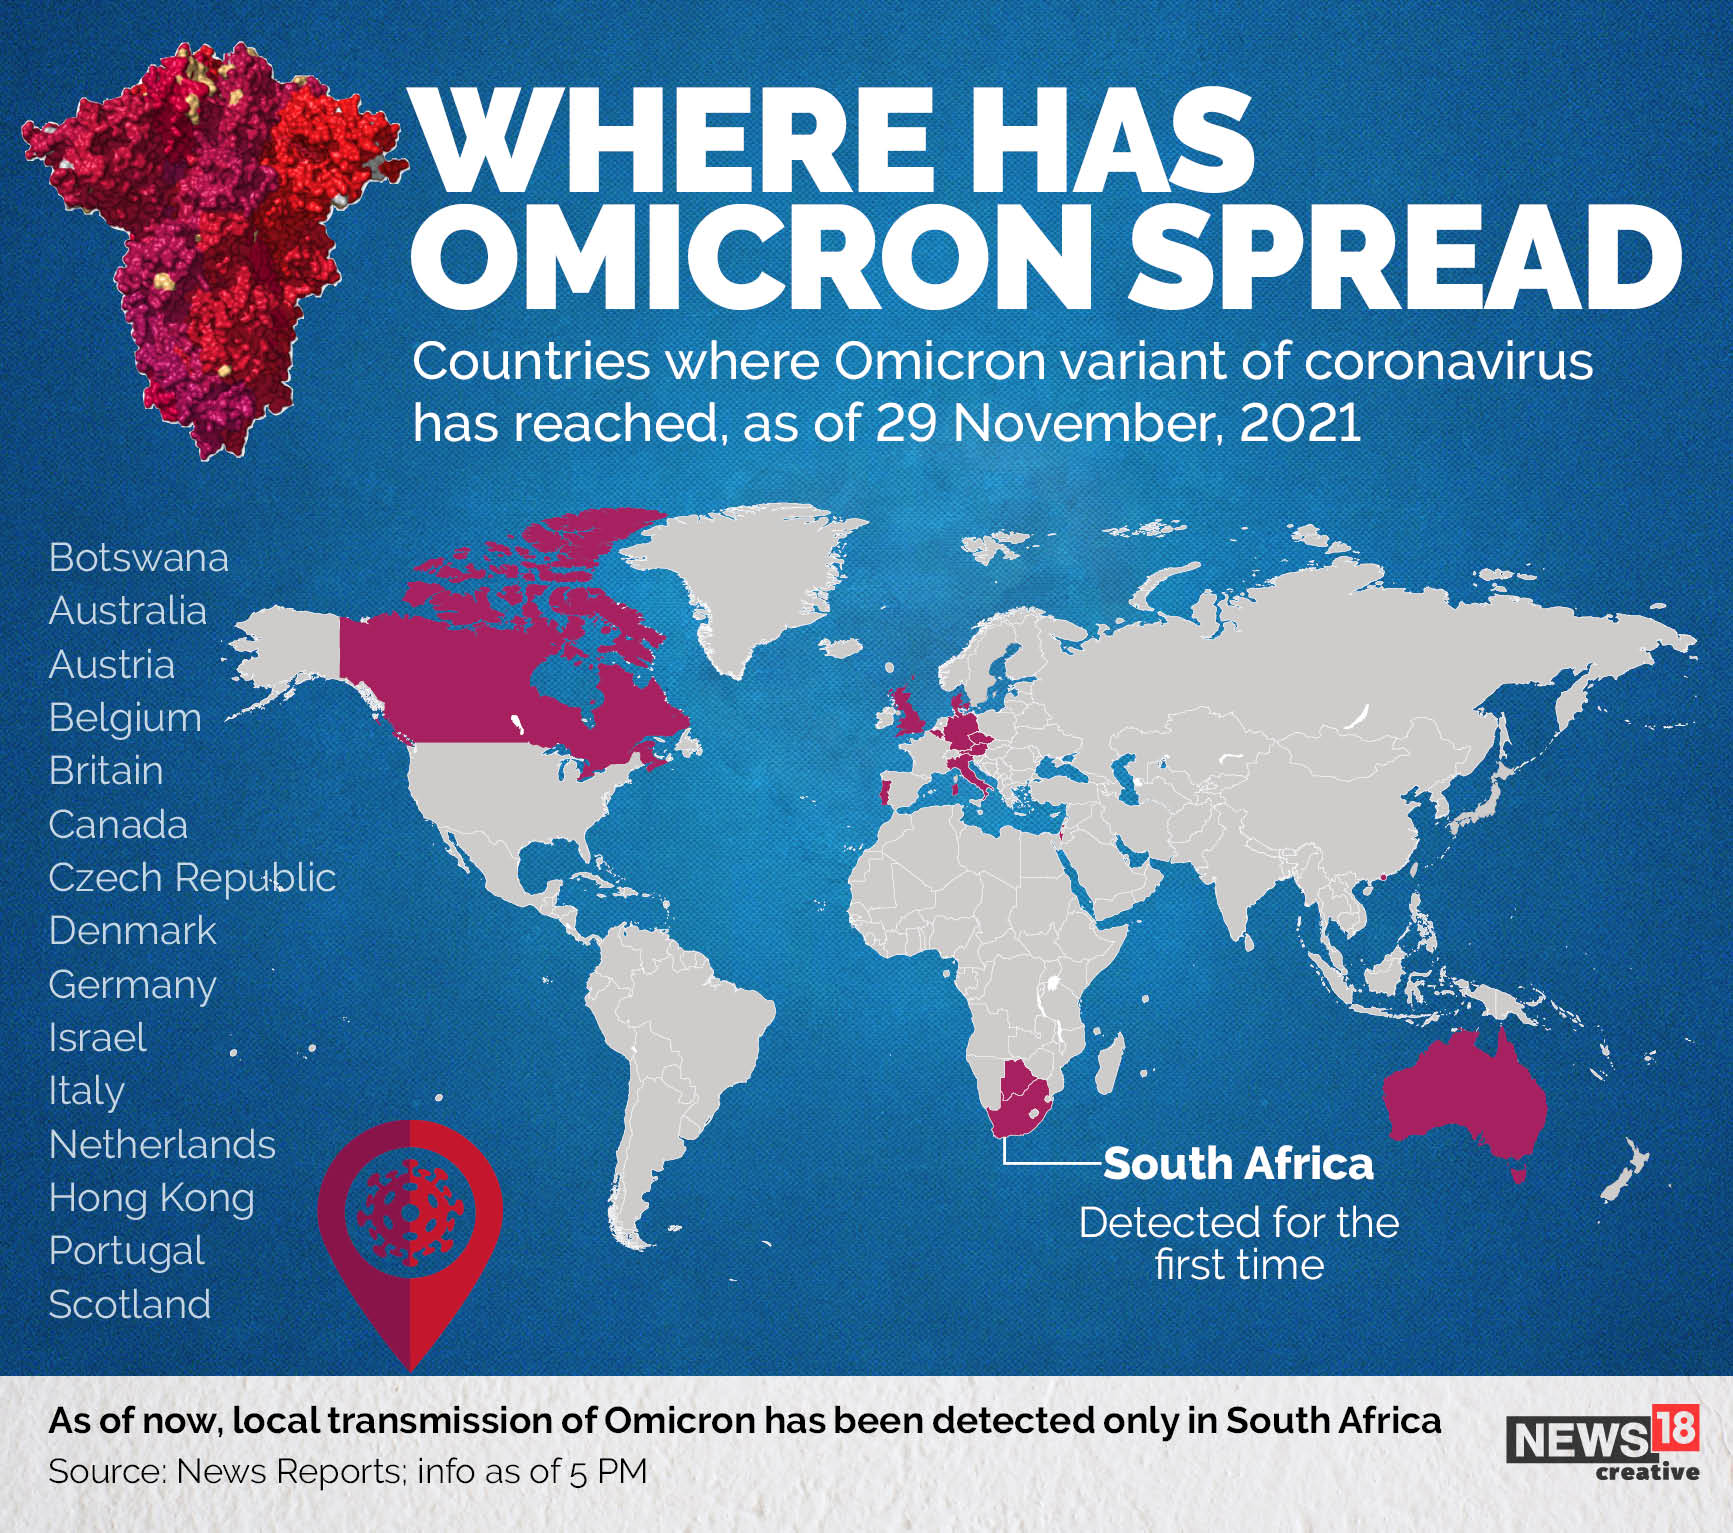 WHERE HAS
OMICRON SPREAD
Countries where Omicron variant of coronavirus
has reached, as of 29 November, 2021
Botswana
Australia
Austria
Belgium
Britain
Canada
Czech Republic
Denmark
Germany
Israel
Italy
Netherlands
Hong Kong
Portugal
Scotland
South Africa
Detected for the
first time
As of now, local transmission of Omicron has been detected only in South Africa
Source: News Reports; info as of 5 PM
NEWS18
creative